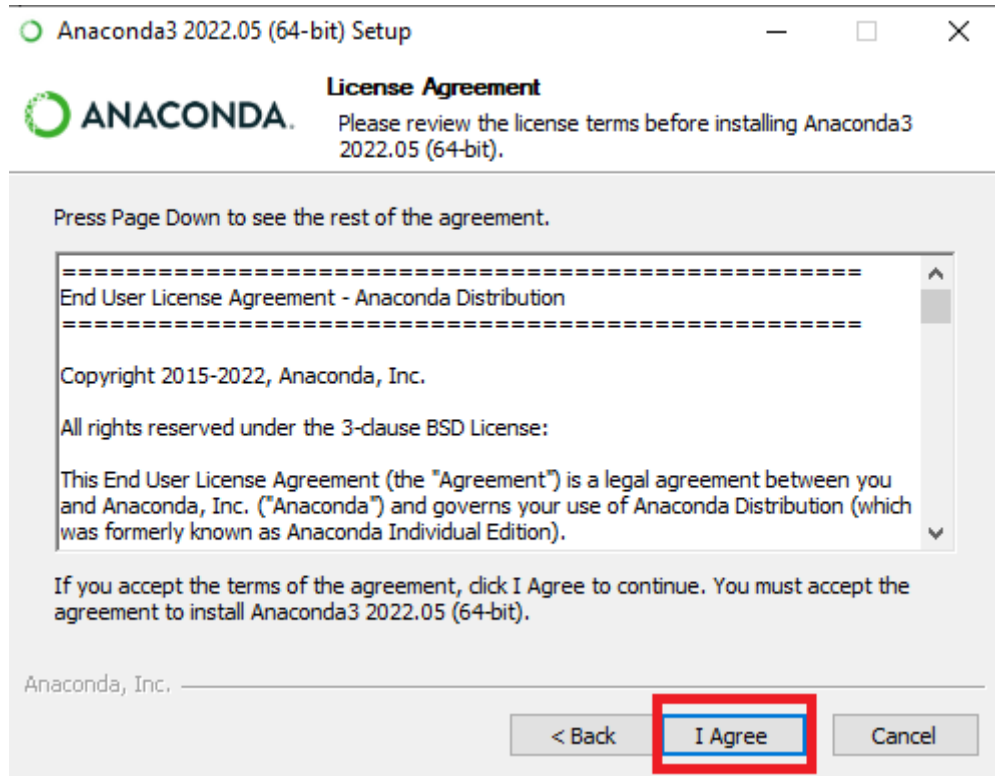 Anaconda3 2022.05 (64-bit) Setup
ANACONDA.
License Agreement
Please review the license terms before installing Anaconda3
2022.05 (64-bit).
Press Page Down to see the rest of the agreement.
====================================================
End User License Agreement - Anaconda Distribution
====================================================
Copyright 2015-2022, Anaconda, Inc.
All rights reserved under the 3-clause BSD License:
This End User License Agreement (the "Agreement") is a legal agreement between you
and Anaconda, Inc. ("Anaconda") and governs your use of Anaconda Distribution (which
was formerly known as Anaconda Individual Edition).
If you accept the terms of the agreement, click I Agree to continue. You must accept the
agreement to install Anaconda3 2022.05 (64-bit).
Anaconda, Inc.
< Back
I Agree
Cancel